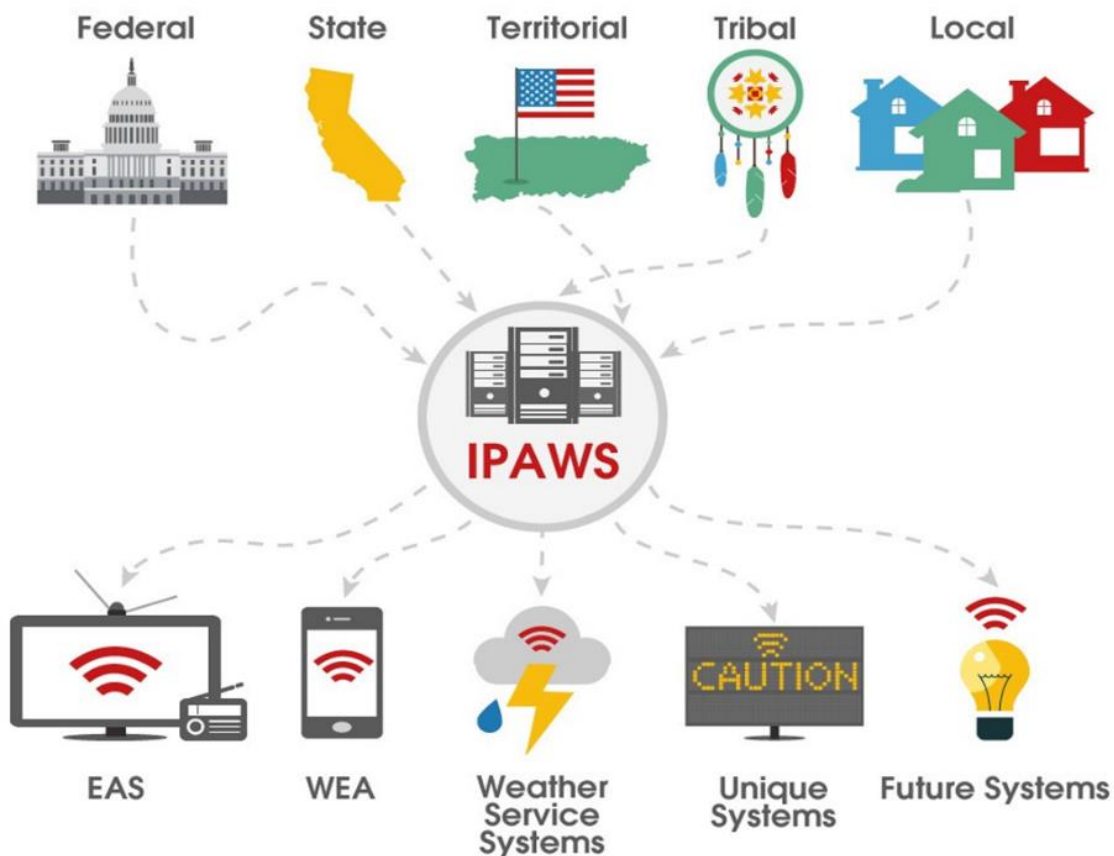 Federal
State
Territorial
Tribal
Local
IPAWS
CAUTION
EAS
WEA
Weather
Service
Systems
Unique
Systems
Future Systems